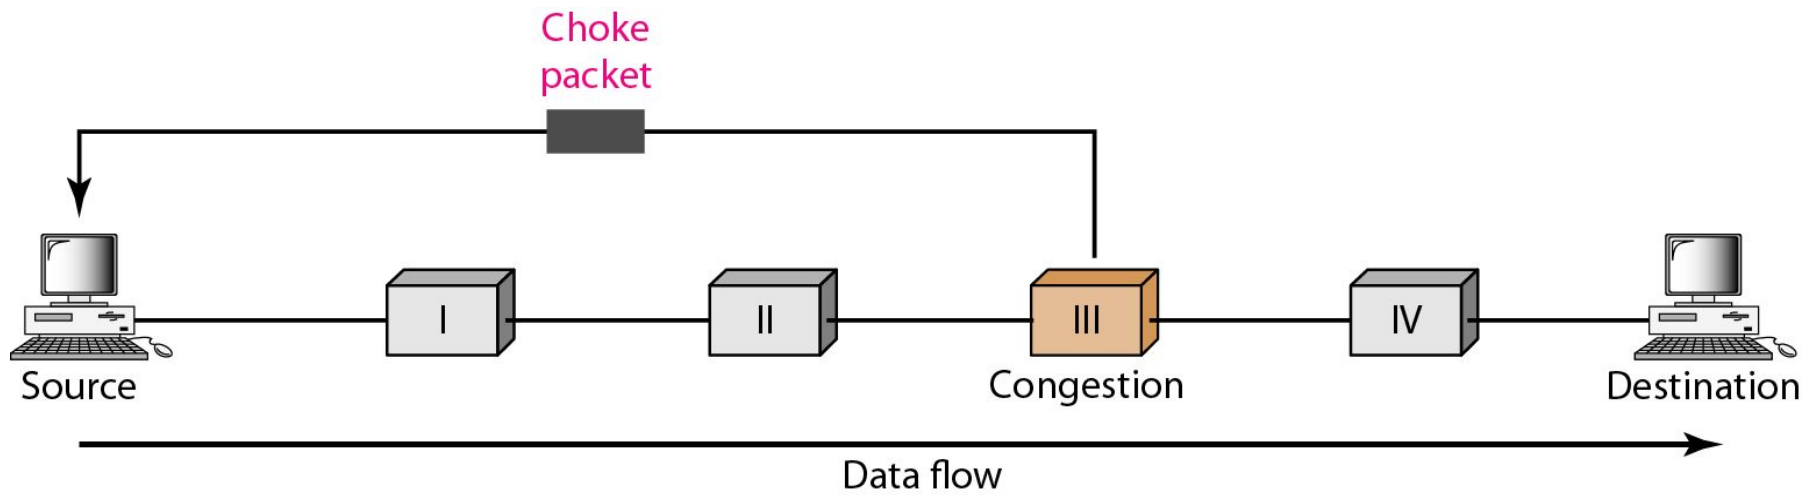 Choke
packet
I
II
III
IV
Source
Congestion
Destination
Data flow